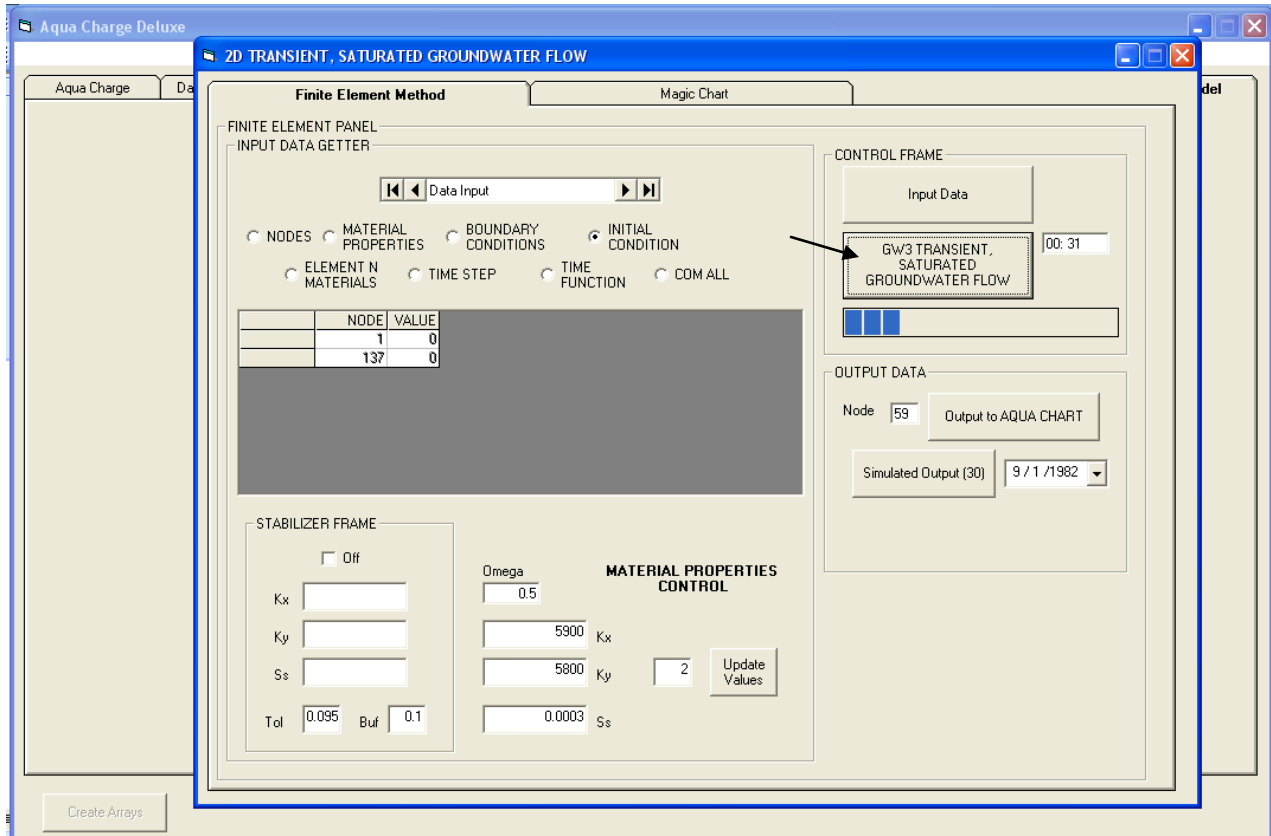 Aqua Charge Deluxe
2D TRANSIENT, SATURATED GROUNDWATER FLOW
Aqua Charge
Da
del
Finite Element Method
Magic Chart
FINITE ELEMENT PANEL
INPUT DATA GETTER
Data Input
NODES
MATERIAL
PROPERTIES
BOUNDARY
CONDITIONS
INITIAL
CONDITION
ELEMENT N
MATERIALS
TIME STEP
TIME
FUNCTION
COM ALL
NODE VALUE
1 0
137 0
STABILIZER FRAME
Off
Kx
Ky
Ss
Tol 0.095 Buf 0.1
Omega
0.5
MATERIAL PROPERTIES
CONTROL
5900 Kx
5800 Ky
2
Update
Values
0.0003 Ss
CONTROL FRAME
Input Data
GW3 TRANSIENT,
SATURATED
GROUNDWATER FLOW
00: 31
OUTPUT DATA
Node 59
Output to AQUA CHART
Simulated Output (30)
9 / 1 /1982
Create Arrays